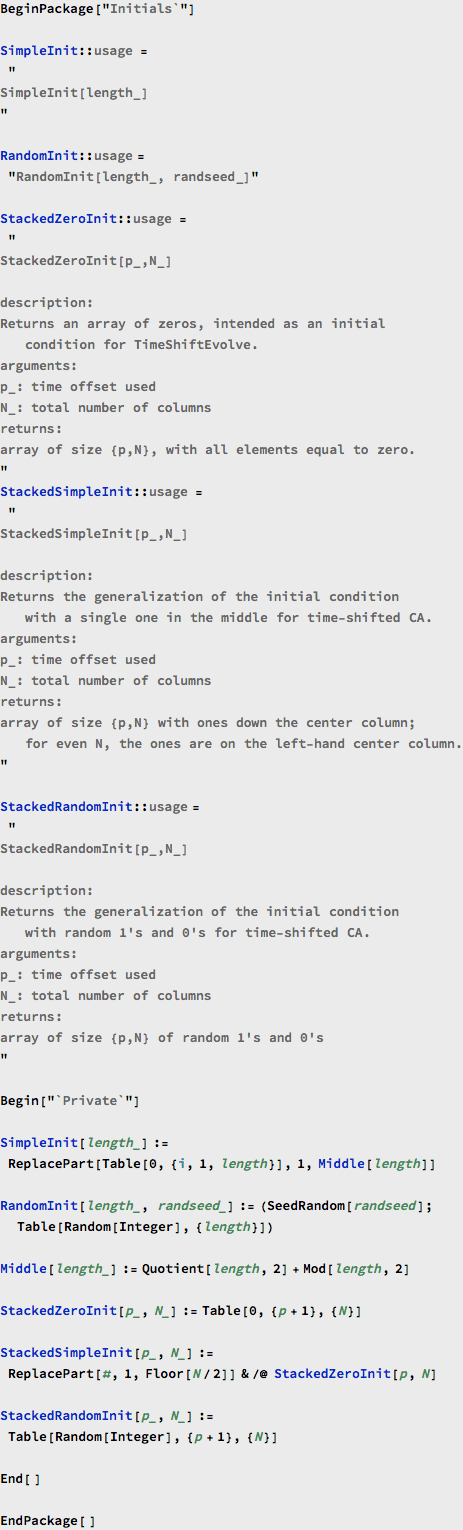 BeginPackage["Initials`"]
SimpleInit::usage =
"
SimpleInit[length_]
"
RandomInit::usage =
"RandomInit[length_, randseed_]"
StackedZeroInit::usage =
"
StackedZeroInit[p_,N_]
description:
Returns an array of zeros, intended as an initial
condition for TimeShiftEvolve.
arguments:
p_: time offset used
N_: total number of columns
returns:
array of size {p,N}, with all elements equal to zero.
"
StackedSimpleInit::usage =
"
StackedSimpleInit[p_,N_]
description:
Returns the generalization of the initial condition
with a single one in the middle for time-shifted CA.
arguments:
p_: time offset used
N_: total number of columns
returns:
array of size {p,N} with ones down the center column;
for even N, the ones are on the left-hand center column.
"
StackedRandomInit::usage =
"
StackedRandomInit[p_,N_]
description:
Returns the generalization of the initial condition
with random 1's and 0's for time-shifted CA.
arguments:
p_: time offset used
N_: total number of columns
returns:
array of size {p,N} of random 1's and 0's
"
Begin["`Private`"]
SimpleInit[length_] :=
ReplacePart[Table[0, {i, 1, length}], 1, Middle[length]]
RandomInit[length_, randseed_] := (SeedRandom[randseed];
Table[Random[Integer], {length}])
Middle[length_] := Quotient[length, 2] + Mod[length, 2]
StackedZeroInit[p_, N_] := Table[0, {p + 1}, {N}]
StackedSimpleInit[p_, N_] :=
ReplacePart[#, 1, Floor[N / 2]] & /@ StackedZeroInit[p, N]
StackedRandomInit[p_, N_] :=
Table[Random[Integer], {p + 1}, {N}]
End[]
EndPackage[]